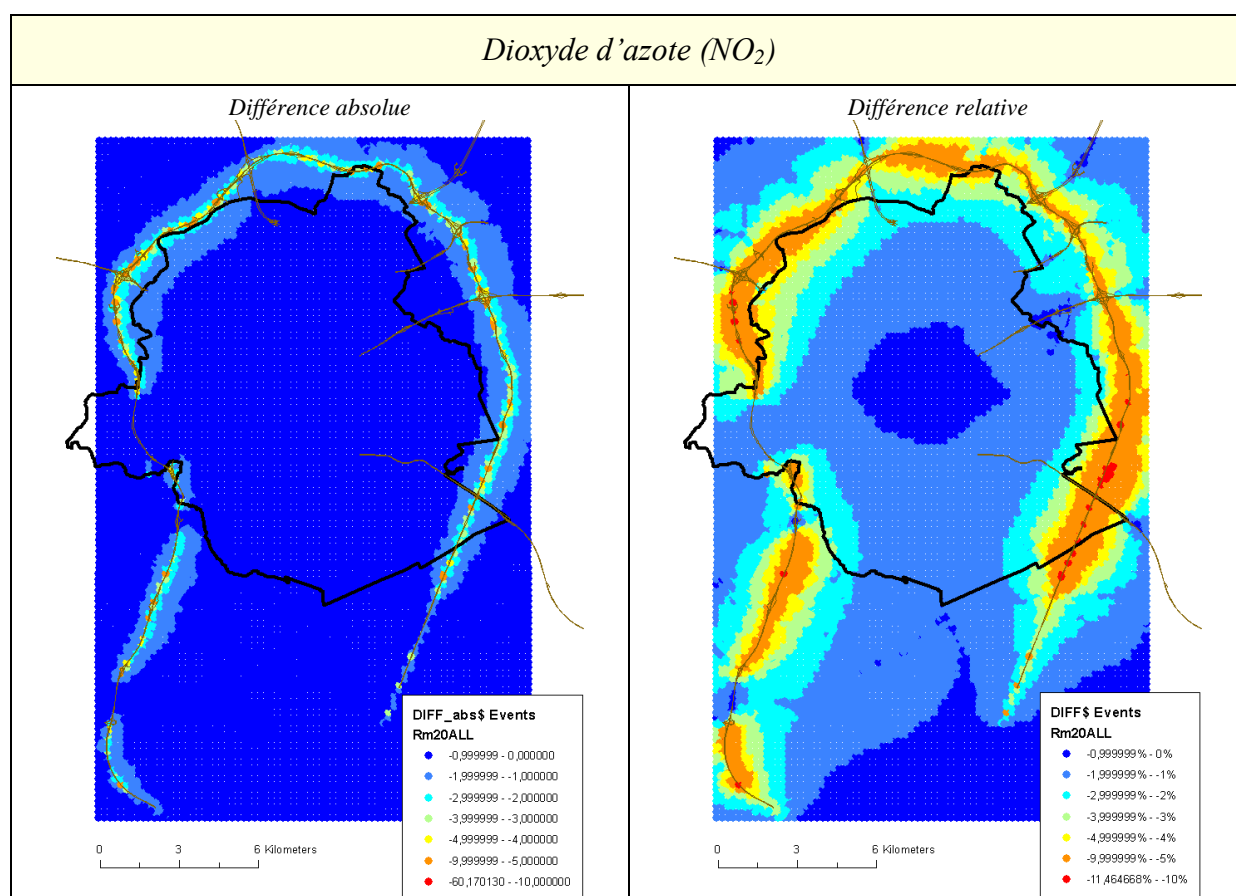 Dioxyde d'azote (NO₂)
Différence absolue
DIFF_abs$ Events
Rm20ALL
-0,999999 - 0,000000
-1,999999 - -1,000000
-2,999999 - -2,000000
-3,999999 - -3,000000
-4,999999 - -4,000000
-9,999999 - -5,000000
-60,170130 - -10,000000
0 3 6 Kilometers
Différence relative
DIFF$ Events
Rm20ALL
-0,999999% - 0%
-1,999999% - -1%
-2,999999% - -2%
-3,999999% - -3%
-4,999999% - -4%
-9,999999% - -5%
-11,464668% - -10%
0 3 6 Kilometers